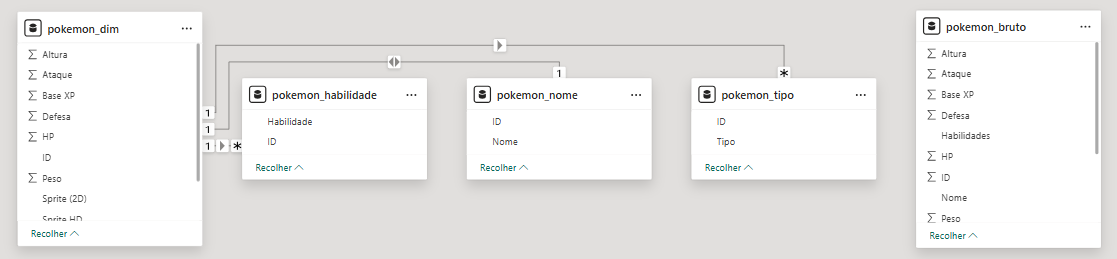 pokemon_dim
Altura
Ataque
Base XP
Defesa
HP
ID
Peso
Sprite (2D)
Sprite HD
Recolher
1
1
1
*
pokemon_habilidade
Habilidade
ID
Recolher
1
pokemon_nome
ID
Nome
Recolher
*
pokemon_tipo
ID
Tipo
Recolher
pokemon_bruto
Altura
Ataque
Base XP
Defesa
Habilidades
HP
ID
Nome
Peso
Recolher